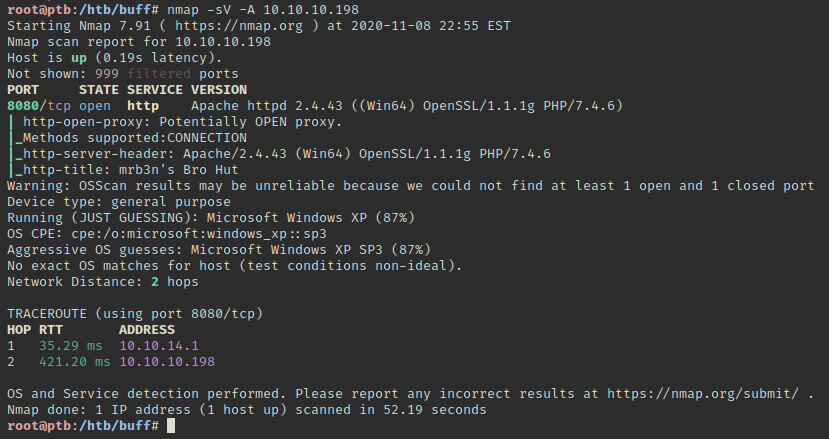 root@ptb:/htb/buff# nmap -sV -A 10.10.10.198
Starting Nmap 7.91 ( https://nmap.org ) at 2020-11-08 22:55 EST
Nmap scan report for 10.10.10.198
Host is up (0.19s latency).
Not shown: 999 filtered ports
PORT     STATE SERVICE VERSION
8080/tcp open  http    Apache httpd 2.4.43 ((Win64) OpenSSL/1.1.1g PHP/7.4.6)
| http-open-proxy: Potentially OPEN proxy.
|_Methods supported:CONNECTION
|_http-server-header: Apache/2.4.43 (Win64) OpenSSL/1.1.1g PHP/7.4.6
|_http-title: mrb3n's Bro Hut
Warning: OSScan results may be unreliable because we could not find at least 1 open and 1 closed port
Device type: general purpose
Running (JUST GUESSING): Microsoft Windows XP (87%)
OS CPE: cpe:/o:microsoft:windows_xp::sp3
Aggressive OS guesses: Microsoft Windows XP SP3 (87%)
No exact OS matches for host (test conditions non-ideal).
Network Distance: 2 hops

TRACEROUTE (using port 8080/tcp)
HOP RTT       ADDRESS
1   35.29 ms  10.10.14.1
2   421.20 ms 10.10.10.198

OS and Service detection performed. Please report any incorrect results at https://nmap.org/submit/ .
Nmap done: 1 IP address (1 host up) scanned in 52.19 seconds
root@ptb:/htb/buff#